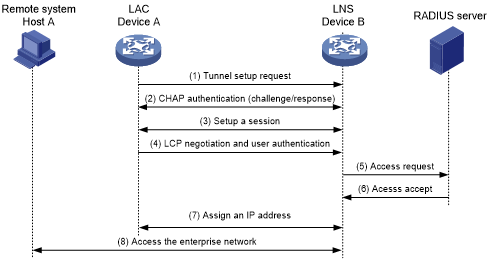 Remote system
Host A
LAC
Device A
LNS
Device B
RADIUS server
(1) Tunnel setup request
(2) CHAP authentication (challenge/response)
(3) Setup a session
(4) LCP negotiation and user authentication
(5) Access request
(6) Acesss accept
(7) Assign an IP address
(8) Access the enterprise network